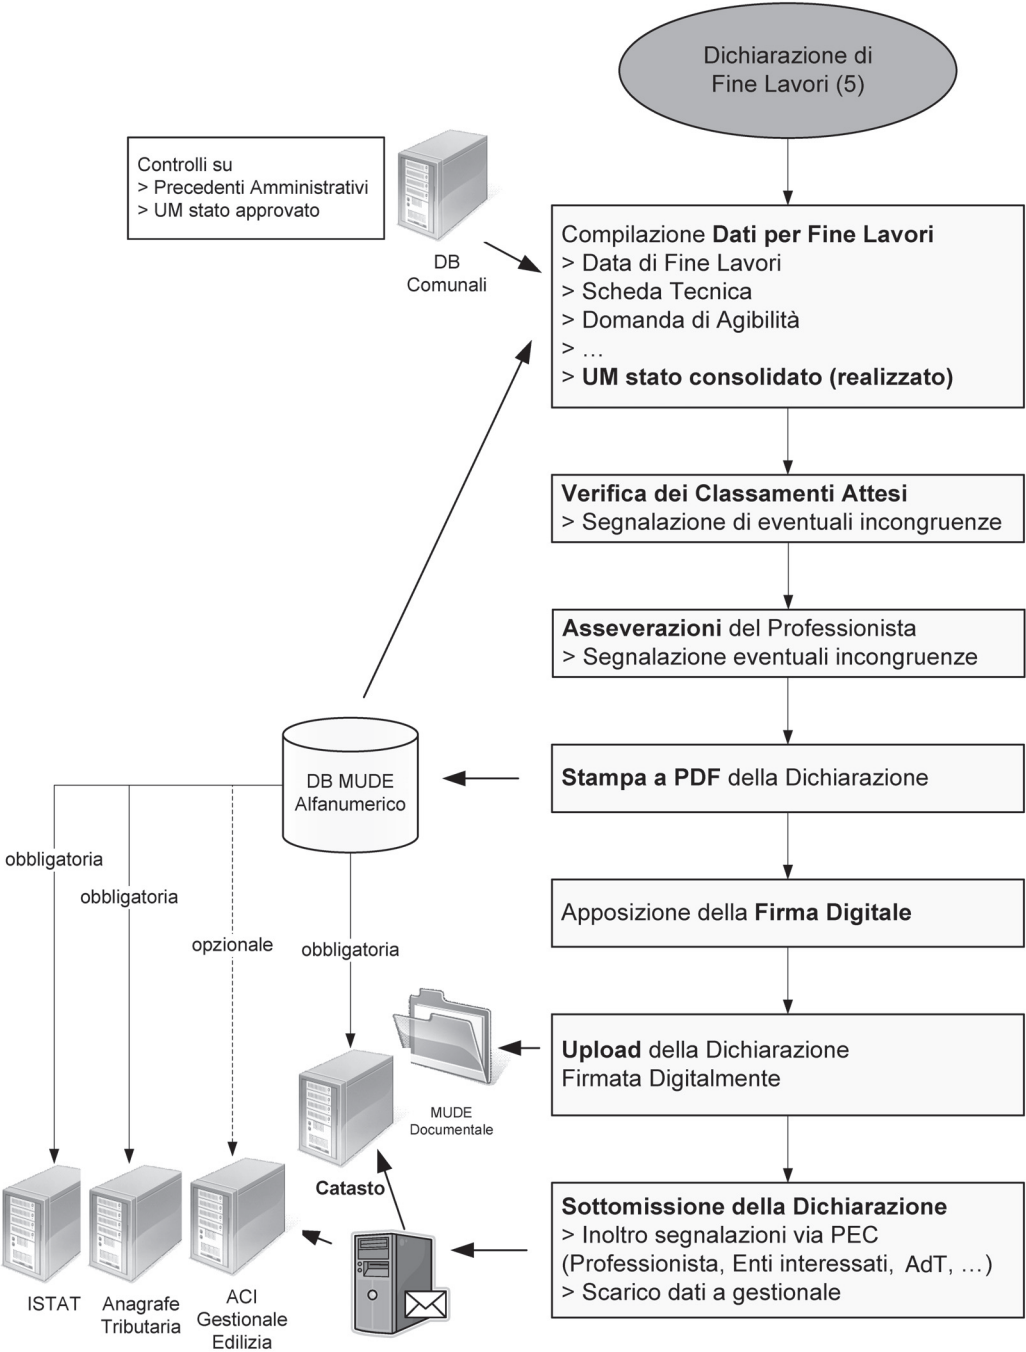 Dichiarazione di
Fine Lavori (5)
Controlli su
> Precedenti Amministrativi
> UM stato approvato
DB
Comunali
Compilazione Dati per Fine Lavori
> Data di Fine Lavori
> Scheda Tecnica
> Domanda di Agibilità
> ...
> UM stato consolidato (realizzato)
Verifica dei Classamenti Attesi
> Segnalazione di eventuali incongruenze
Asseverazioni del Professionista
> Segnalazione eventuali incongruenze
Stampa a PDF della Dichiarazione
DB MUDE
Alfanumerico
obbligatoria
obbligatoria
opzionale
obbligatoria
Apposizione della Firma Digitale
Upload della Dichiarazione
Firmata Digitalmente
MUDE
Documentale
Catasto
Sottomissione della Dichiarazione
> Inoltro segnalazioni via PEC
(Professionista, Enti interessati, AdT, ...)
> Scarico dati a gestionale
ISTAT
Anagrafe
Tributaria
ACI
Gestionale
Edilizia